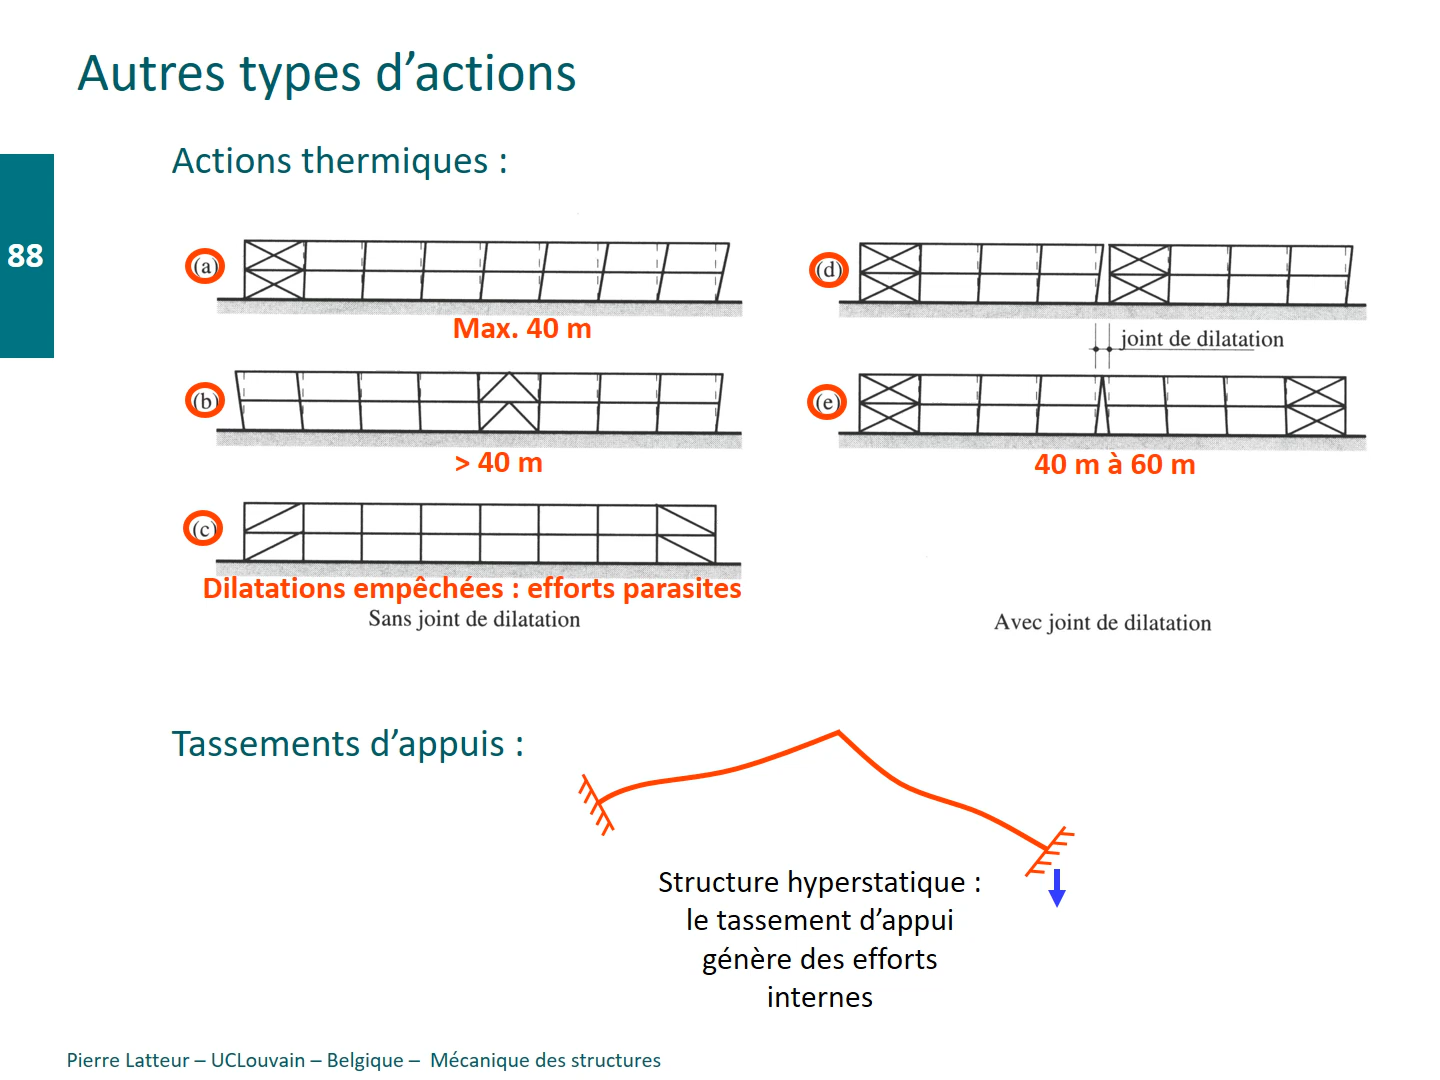 Autres types d’actions
Actions thermiques :
88
(a)
Max. 40 m
(b)
> 40 m
(c)
Dilatations empêchées : efforts parasites
Sans joint de dilatation
(d)
joint de dilatation
(e)
40 m à 60 m
Avec joint de dilatation
Tassements d’appuis :
Structure hyperstatique :
le tassement d’appui
génère des efforts
internes
Pierre Latteur – UCLouvain – Belgique – Mécanique des structures